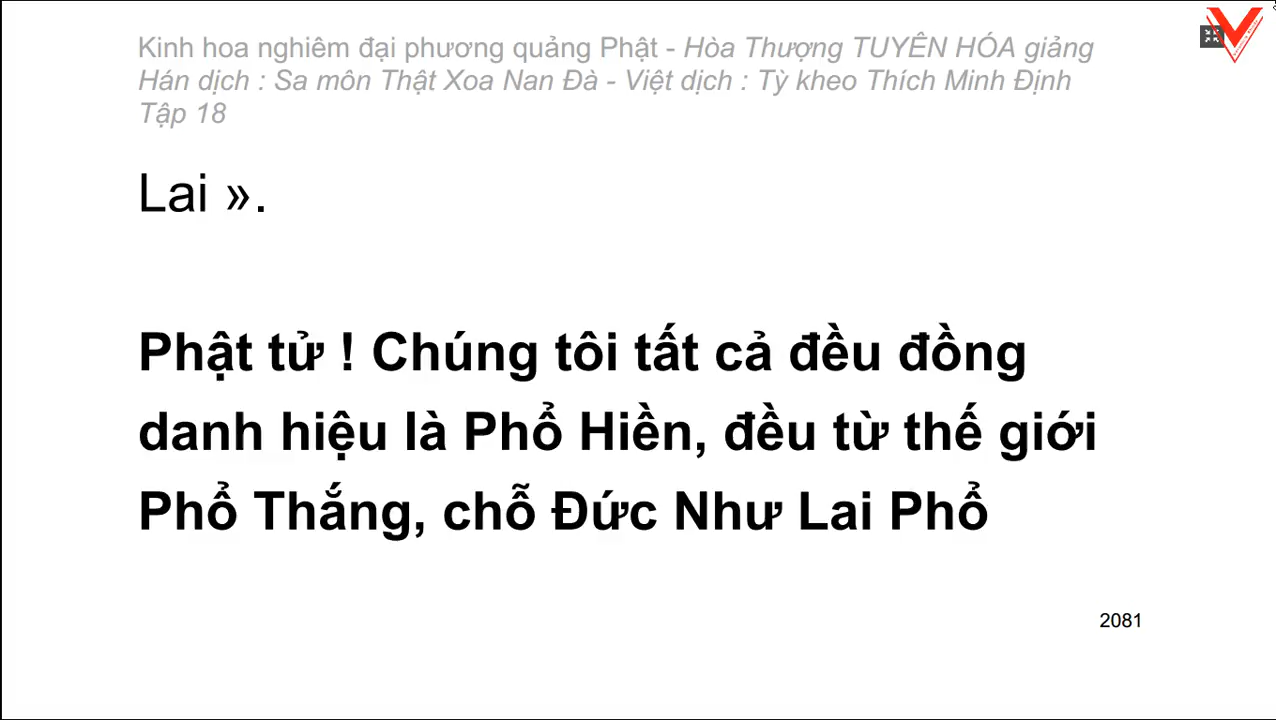 Kinh hoa nghiêm đại phương quảng Phật - Hòa Thượng TUYÊN HÓA giảng
Hán dịch : Sa môn Thật Xoa Nan Đà - Việt dịch : Tỳ kheo Thích Minh Định
Tập 18
Lai ».
Phật tử ! Chúng tôi tất cả đều đồng
danh hiệu là Phổ Hiền, đều từ thế giới
Phổ Thắng, chỗ Đức Như Lai Phổ
2081